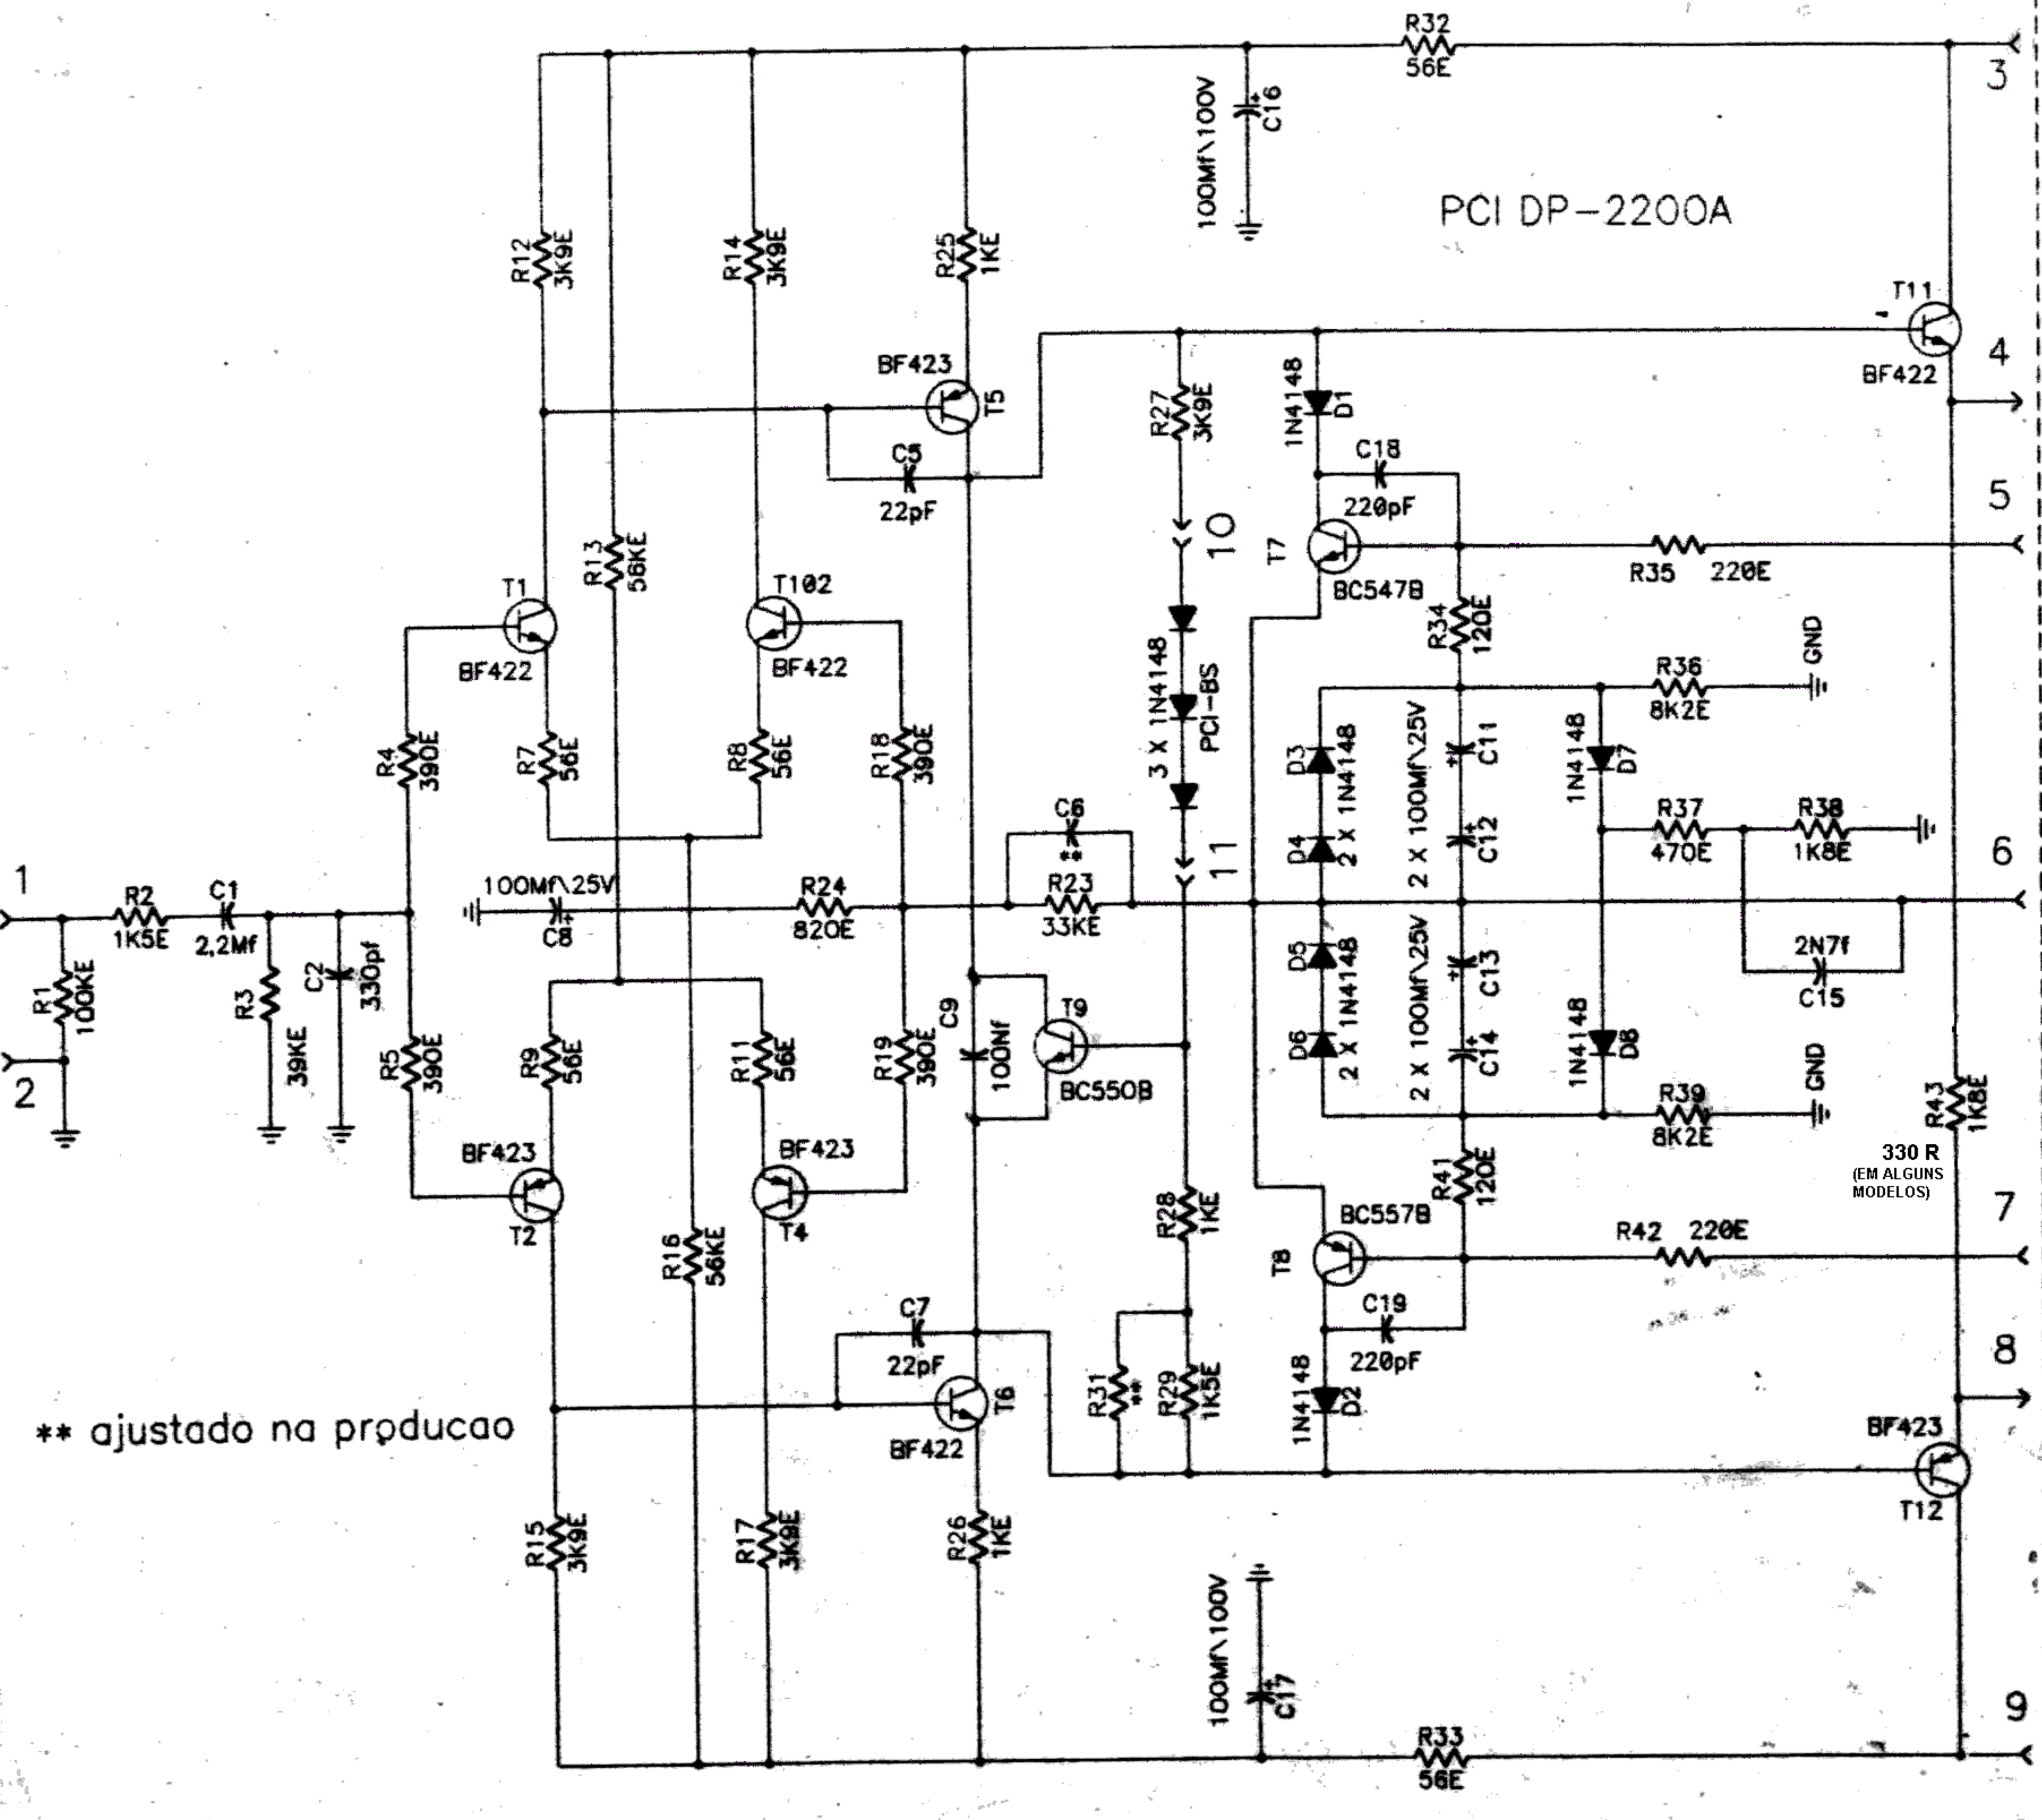 R32
56E
3
100Mf\100V
C16
PCI DP-2200A
R12
3K9E
R14
3K9E
R25
1KE
T11
BF422
4
BF423
T5
C5
22pF
R27
3K9E
1N4148
D1
C18
220pF
5
10
R13
56KE
T7
BC547B
R35
220E
T1
BF422
T102
BF422
R34
120E
3 X 1N4148
PCI-BS
R36
8K2E
GND
R4
390E
R7
56E
R8
56E
R18
390E
D3
D4
2 X 1N4148
2 X 100Mf\25V
C11
C12
1N4148
D7
R37
470E
R38
1K8E
6
C6
**
R23
33KE
11
1
R2
1K5E
C1
2,2Mf
100Mf\25V
C8
R24
820E
R1
100KE
R3
39KE
C2
330pf
2
R5
390E
R9
56E
R11
56E
R19
390E
C9
100Nf
T9
BC550B
D5
D6
2 X 1N4148
2 X 100Mf\25V
C13
C14
1N4148
D8
2N7f
C15
R39
8K2E
GND
R43
1K8E
330 R
(EM ALGUNS
MODELOS)
BF423
T2
BF423
T4
R16
56KE
R28
1KE
R41
120E
BC557B
T8
R42
220E
7
C7
22pF
C19
220pF
8
R31
**
R29
1K5E
1N4148
D2
T6
BF422
BF423
T12
** ajustado na producao
R15
3K9E
R17
3K9E
R26
1KE
100Mf\100V
C17
R33
56E
9